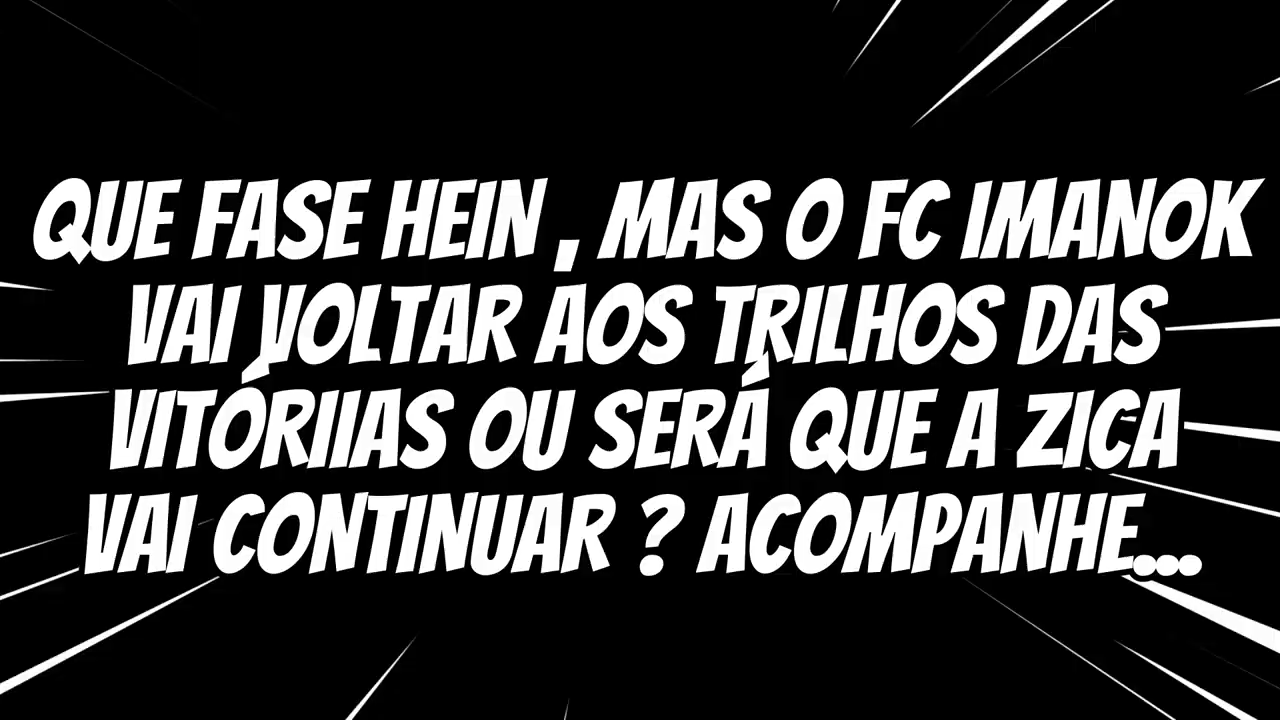 QUE FASE HEIN , MAS O FC IMANOK
VAI VOLTAR AOS TRILHOS DAS
VITÓRIIAS OU SERÁ QUE A ZICA
VAI CONTINUAR ? ACOMPANHE...